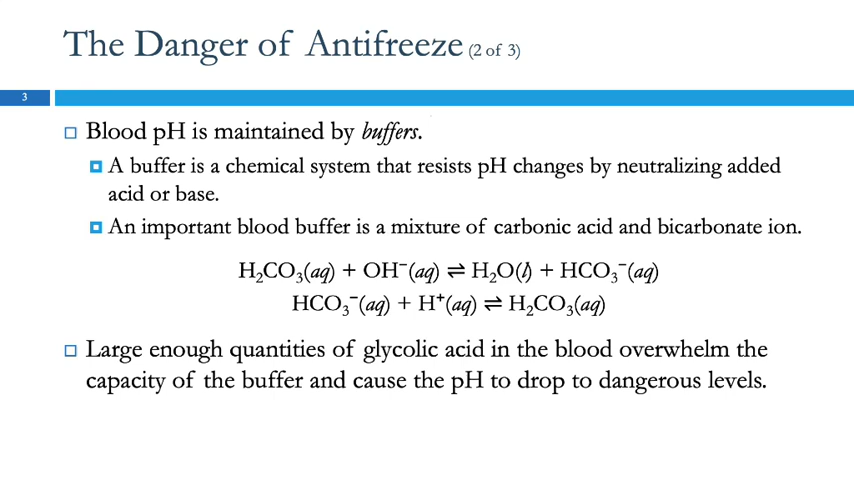 The Danger of Antifreeze (2 of 3)
3
Blood pH is maintained by buffers.
A buffer is a chemical system that resists pH changes by neutralizing added
acid or base.
An important blood buffer is a mixture of carbonic acid and bicarbonate ion.
H₂CO₃(aq) + OH⁻(aq) ⇌ H₂O(l) + HCO₃⁻(aq)
HCO₃⁻(aq) + H⁺(aq) ⇌ H₂CO₃(aq)
Large enough quantities of glycolic acid in the blood overwhelm the
capacity of the buffer and cause the pH to drop to dangerous levels.